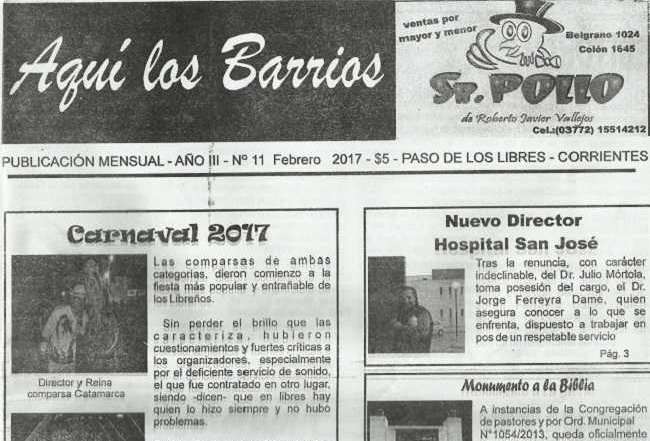 Aquí los Barrios
ventas por
mayor y menor
Belgrano 1024
Colón 1645
Sr. POLLO
de Roberto Javier Vallejos
Cel.:(03772) 15514212
PUBLICACIÓN MENSUAL - AÑO III - Nº 11 Febrero 2017 - $5 - PASO DE LOS LIBRES - CORRIENTES
Carnaval 2017
Las comparsas de ambas
categorías, dieron comienzo a la
fiesta más popular y entrañable de
los Libreños.
Sin perder el brillo que las
caracteriza, hubieron
cuestionamientos y fuertes críticas a
los organizadores, especialmente
por el deficiente servicio de sonido,
el que fue contratado en otro lugar,
siendo -dicen- que en libres hay
quien lo hizo siempre y no hubo
problemas.
Director y Reina
comparsa Catamarca
Nuevo Director
Hospital San José
Tras la renuncia, con carácter
indeclinable, del Dr. Julio Mórtola,
toma posesión del cargo, el Dr.
Jorge Ferreyra Dame, quien
asegura conocer a lo que se
enfrenta, dispuesto a trabajar en
pos de un respetable servicio
Pág. 3
Monumento a la Biblia
A instancias de la Congregación
de pastores y por Ord. Municipal
N°1054/2013, queda oficialmente